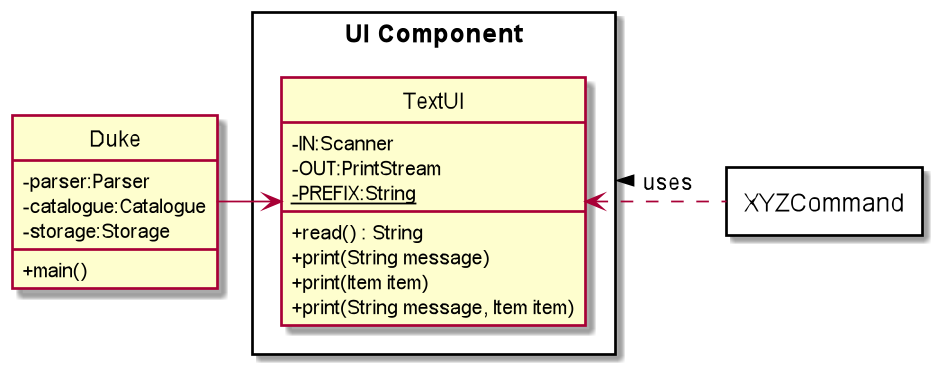 UI Component
Duke
-parser:Parser
-catalogue:Catalogue
-storage:Storage
+main()
TextUI
-IN:Scanner
-OUT:PrintStream
-PREFIX:String
+read() : String
+print(String message)
+print(Item item)
+print(String message, Item item)
uses
XYZCommand